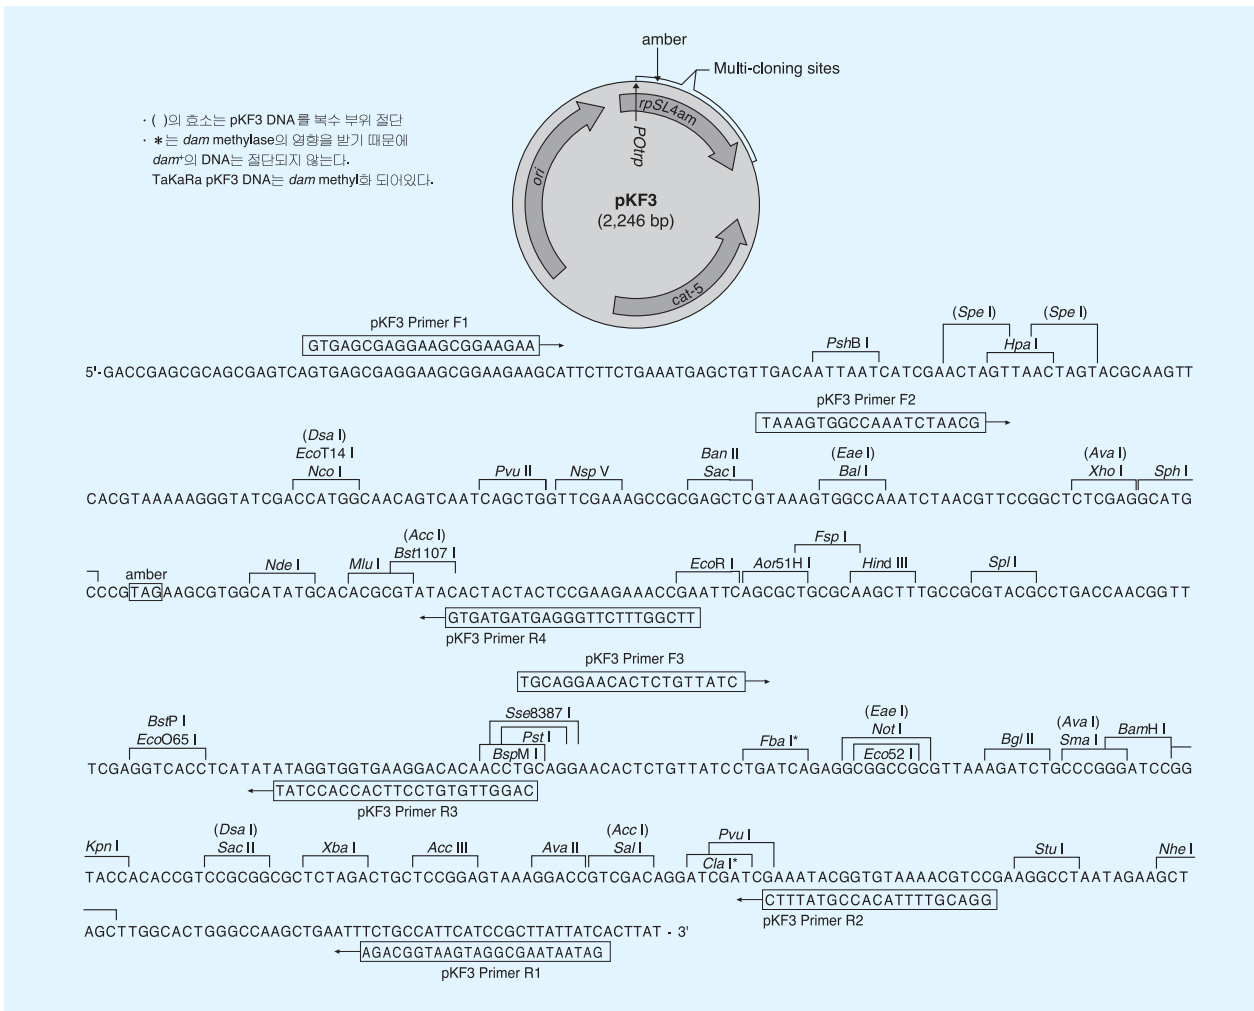 amber
Multi-cloning sites
· ( )의 효소는 pKF3 DNA를 복수 부위 절단
· *는 dam methylase의 영향을 받기 때문에
dam⁺의 DNA는 절단되지 않는다.
TaKaRa pKF3 DNA는 dam methyl화 되어있다.
rpSL4am
POtrp
ori
pKF3
(2,246 bp)
cat-5
pKF3 Primer F1
GTGAGCGAGGAAGCGGAAGAA
(Spe I) (Spe I)
PshB I Hpa I
5'-GACCGAGCGCAGCGAGTCAGTGAGCGAGGAAGCGGAAGAAGCATTCTTCTGAAATGAGCTGTTGACAATTAATCATCGAACTAGTTAACTAGTACGCAAGTT
pKF3 Primer F2
TAAAGTGGCCAAATCTAACG
(Dsa I)
EcoT14 I Ban II (Eae I) (Ava I)
Nco I Pvu II Nsp V Sac I Bal I Xho I Sph I
CACGTAAAAAGGGTATCGACCATGGCAACAGTCAATCAGCTGGTTCGAAAGCCGCGAGCTCGTAAAGTGGCCAAATCTAACGTTCCGGCTCTCGAGGCATG
(Acc I) Fsp I
amber Nde I Mlu I Bst1107 I EcoR I Aor51H I Hind III Spl I
CCCGTAGAAGCGTGGCATATGCACACGCGTATACACTACTACTCCGAAGAAACCGAATTCAGCGCTGCGCAAGCTTTGCCGCGTACGCCTGACCAACGGTT
GTGATGATGAGGGTTCTTTGGCTT
pKF3 Primer R4
pKF3 Primer F3
TGCAGGAACACTCTGTTATC
Sse8387 I (Eae I) (Ava I)
BstP I Pst I Not I Sma I BamH I
EcoO65 I BspM I Fba I* Eco52 I Bgl II
TCGAGGTCACCTCATATATAGGTGGTGAAGGACACAACCTGCAGGAACACTCTGTTATCCTGATCAGAGGCGGCCGCGTTAAAGATCTGCCCGGGATCCGG
TATCCACCACTTCCTGTGTTGGAC
pKF3 Primer R3
(Dsa I) (Acc I) Pvu I
Kpn I Sac II Xba I Acc III Ava II Sal I Cla I* Stu I Nhe I
TACCACACCGTCCGCGGCGCTCTAGACTGCTCCGGAGTAAAGGACCGTCGACAGGATCGATCGAAATACGGTGTAAAACGTCCGAAGGCCTAATAGAAGCT
CTTTATGCCACATTTTGCAGG
pKF3 Primer R2
AGCTTGGCACTGGGCCAAGCTGAATTTCTGCCATTCATCCGCTTATTATCACTTAT - 3'
AGACGGTAAGTAGGCGAATAATAG
pKF3 Primer R1